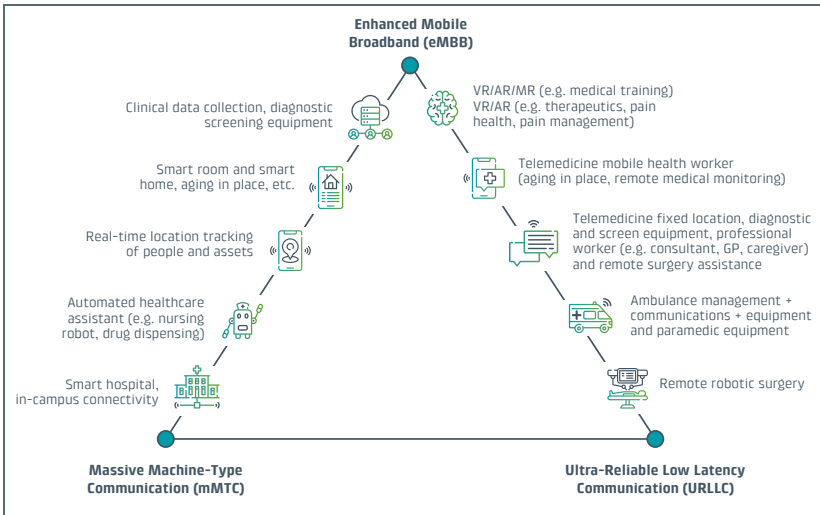 Enhanced Mobile
Broadband (eMBB)
Clinical data collection, diagnostic
screening equipment
VR/AR/MR (e.g. medical training)
VR/AR (e.g. therapeutics, pain
health, pain management)
Smart room and smart
home, aging in place, etc.
Telemedicine mobile health worker
(aging in place, remote medical monitoring)
Real-time location tracking
of people and assets
Telemedicine fixed location, diagnostic
and screen equipment, professional
worker (e.g. consultant, GP, caregiver)
and remote surgery assistance
Automated healthcare
assistant (e.g. nursing
robot, drug dispensing)
Ambulance management +
communications + equipment
and paramedic equipment
Smart hospital,
in-campus connectivity
Remote robotic surgery
Massive Machine-Type
Communication (mMTC)
Ultra-Reliable Low Latency
Communication (URLLC)